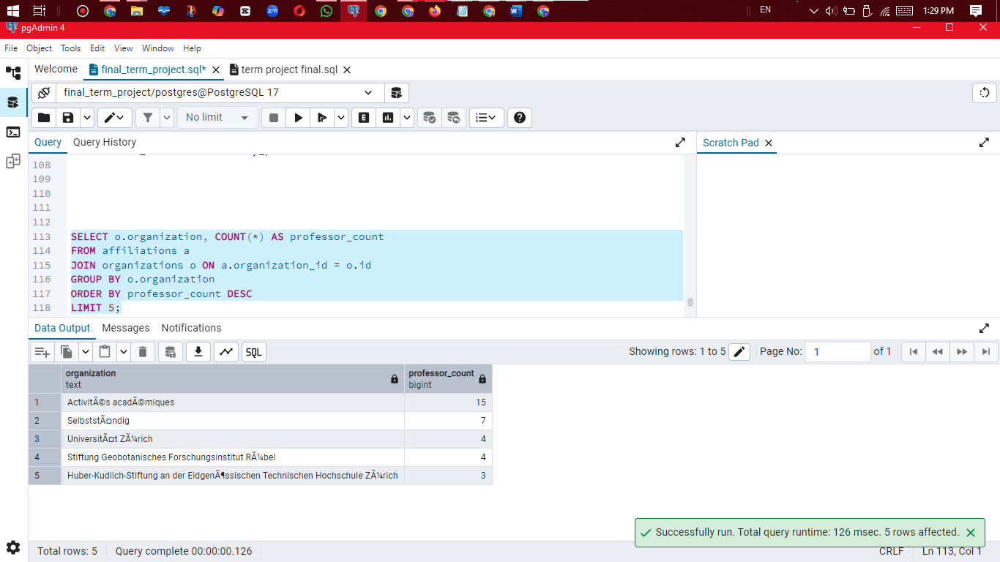 EN
1:29 PM
pgAdmin 4
File Object Tools Edit View Window Help
Welcome final_term_project.sql* term project final.sql
final_term_project/postgres@PostgreSQL 17
No limit
Query Query History
Scratch Pad
108
109
110
111
112
113 SELECT o.organization, COUNT(*) AS professor_count
114 FROM affiliations a
115 JOIN organizations o ON a.organization_id = o.id
116 GROUP BY o.organization
117 ORDER BY professor_count DESC
118 LIMIT 5;
Data Output Messages Notifications
SQL Showing rows: 1 to 5 Page No: 1 of 1
organization professor_count
text bigint
1 ActivitÃ©s acadÃ©miques 15
2 SelbststÃ¤ndig 7
3 UniversitÃ¤t ZÃ¼rich 4
4 Stiftung Geobotanisches Forschungsinstitut RÃ¼bel 4
5 Huber-Kudlich-Stiftung an der EidgenÃ¶ssischen Technischen Hochschule ZÃ¼rich 3
Successfully run. Total query runtime: 126 msec. 5 rows affected.
Total rows: 5 Query complete 00:00:00.126 CRLF Ln 113, Col 1